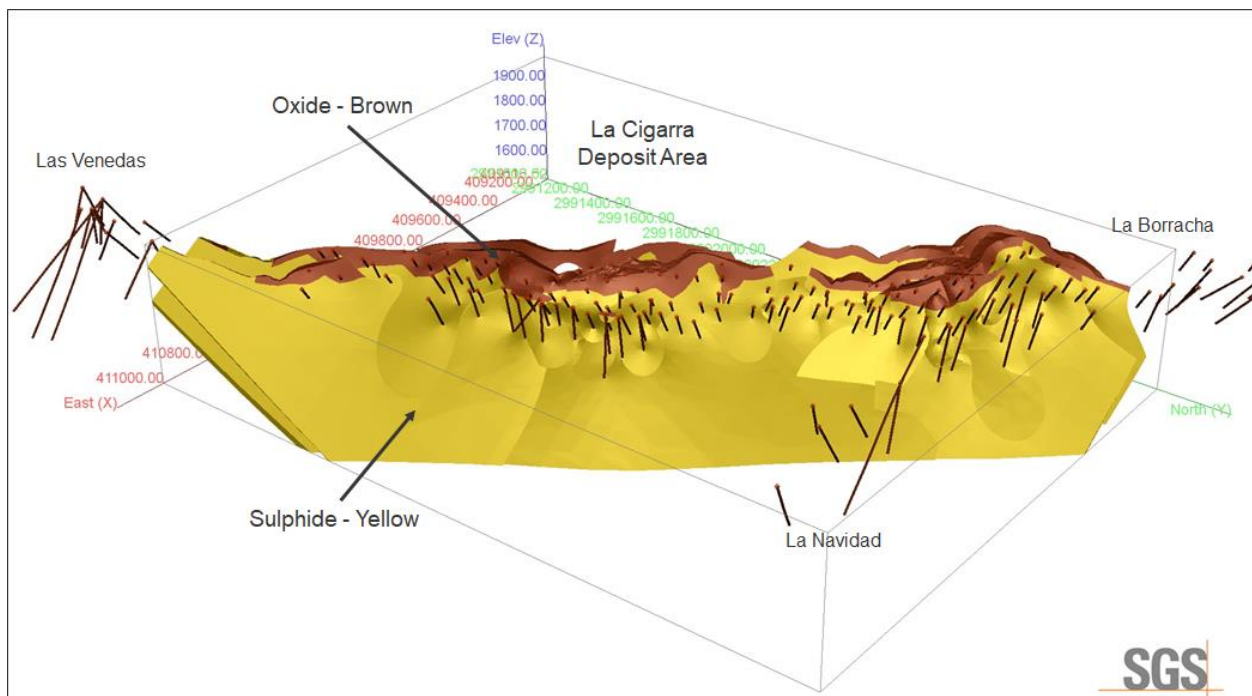 Elev (Z)
1900.00
1800.00
1700.00
1600.00
Oxide - Brown
La Cigarra
Deposit Area
Las Venedas
409200.00
2991200.00
409400.00
2991400.00
409600.00
2991600.00
409800.00
2991800.00
La Borracha
410800.00
411000.00
East (X)
North (Y)
Sulphide - Yellow
La Navidad
SGS